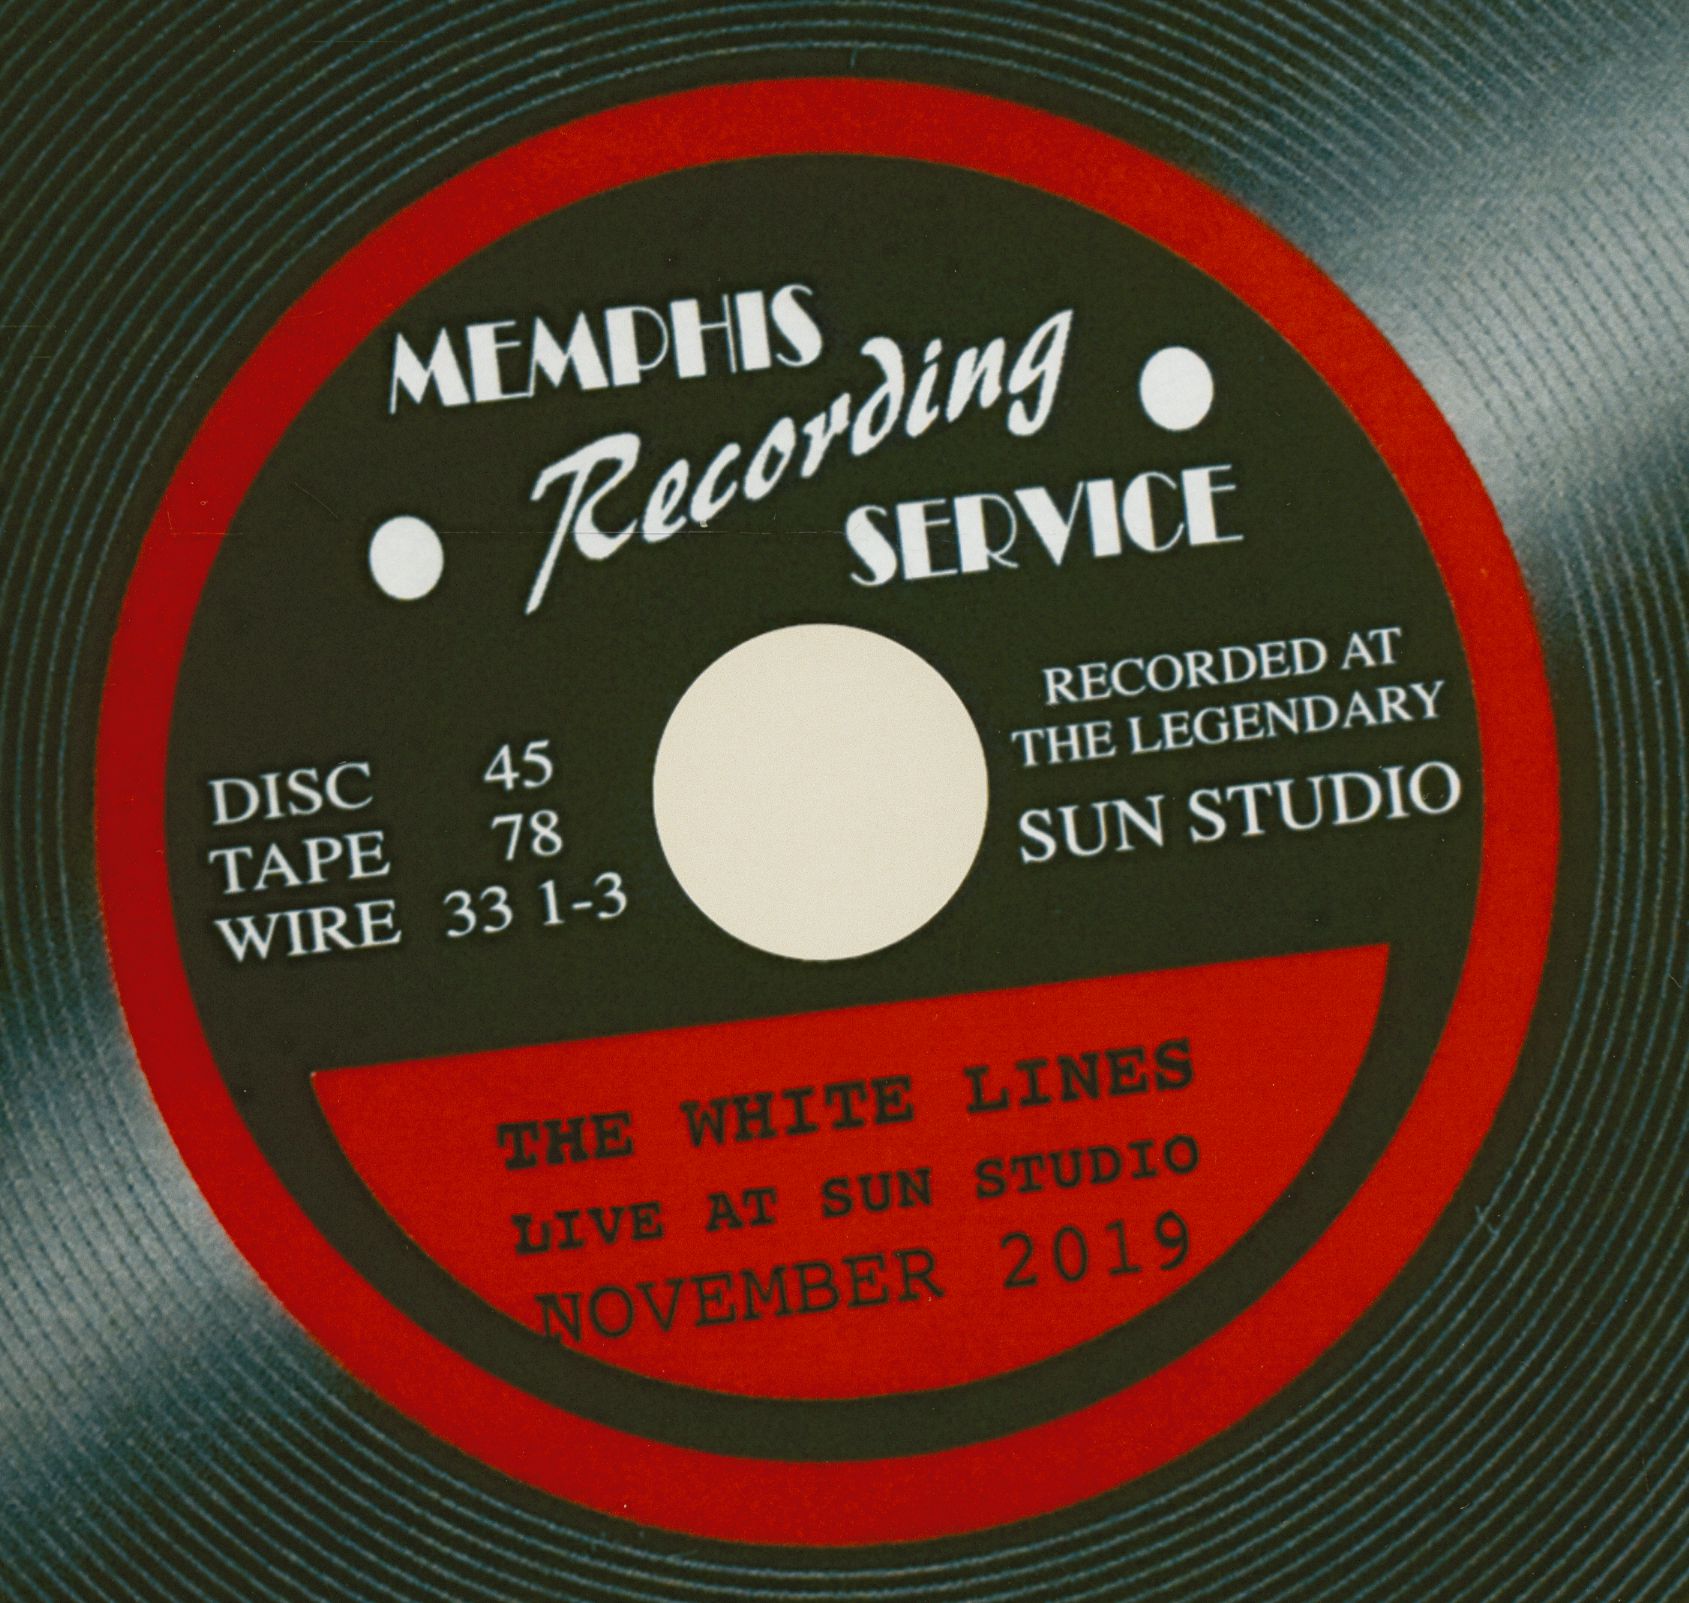 MEMPHIS
Recording
SERVICE
RECORDED AT
THE LEGENDARY
SUN STUDIO
DISC 45
TAPE 78
WIRE 33 1-3
THE WHITE LINES
LIVE AT SUN STUDIO
NOVEMBER 2019